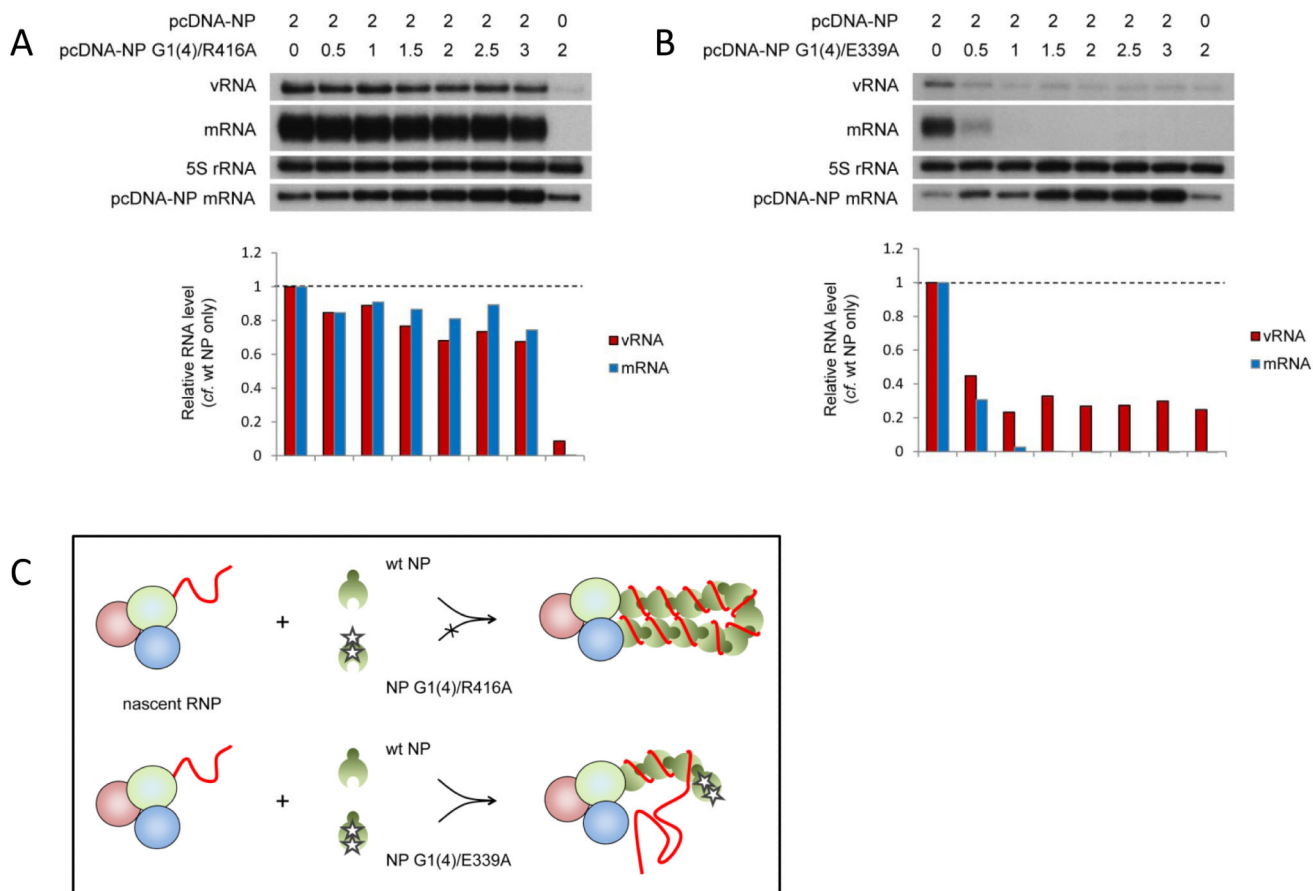 A
pcDNA-NP 2 2 2 2 2 2 2 0
pcDNA-NP G1(4)/R416A 0 0.5 1 1.5 2 2.5 3 2
vRNA
mRNA
5S rRNA
pcDNA-NP mRNA
Relative RNA level
(cf. wt NP only)
1.2
1
0.8
0.6
0.4
0.2
0
vRNA
mRNA
B
pcDNA-NP 2 2 2 2 2 2 2 0
pcDNA-NP G1(4)/E339A 0 0.5 1 1.5 2 2.5 3 2
vRNA
mRNA
5S rRNA
pcDNA-NP mRNA
Relative RNA level
(cf. wt NP only)
1.2
1
0.8
0.6
0.4
0.2
0
vRNA
mRNA
C
wt NP
+
NP G1(4)/R416A
nascent RNP
wt NP
+
NP G1(4)/E339A